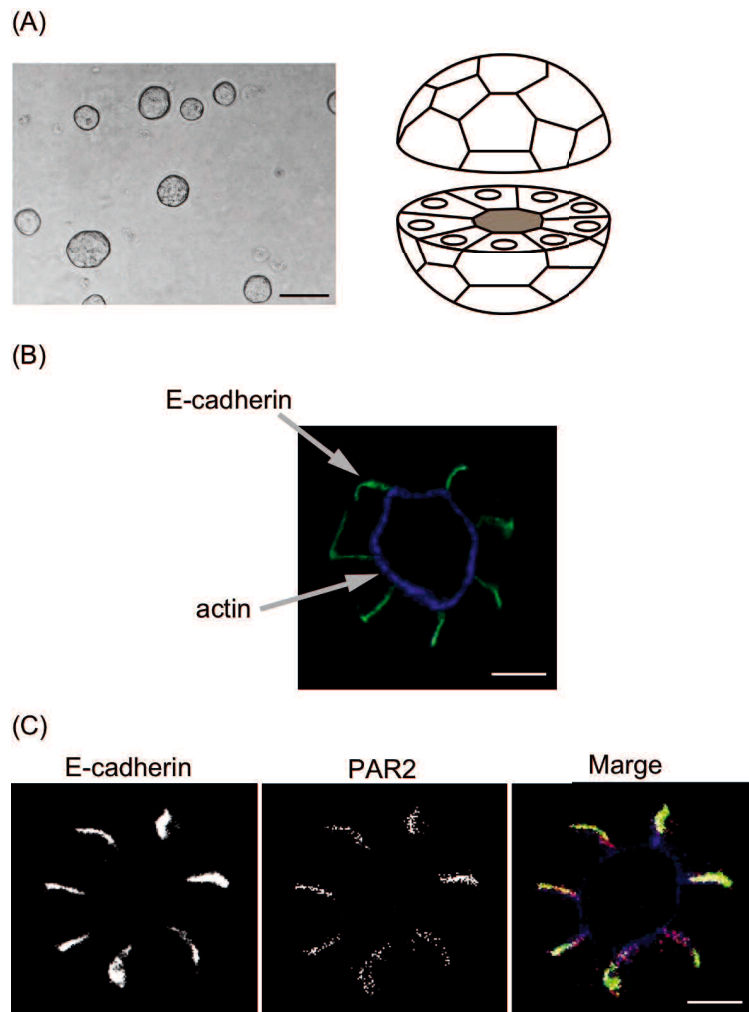 (A)
(B)
E-cadherin
actin
(C)
E-cadherin PAR2 Marge